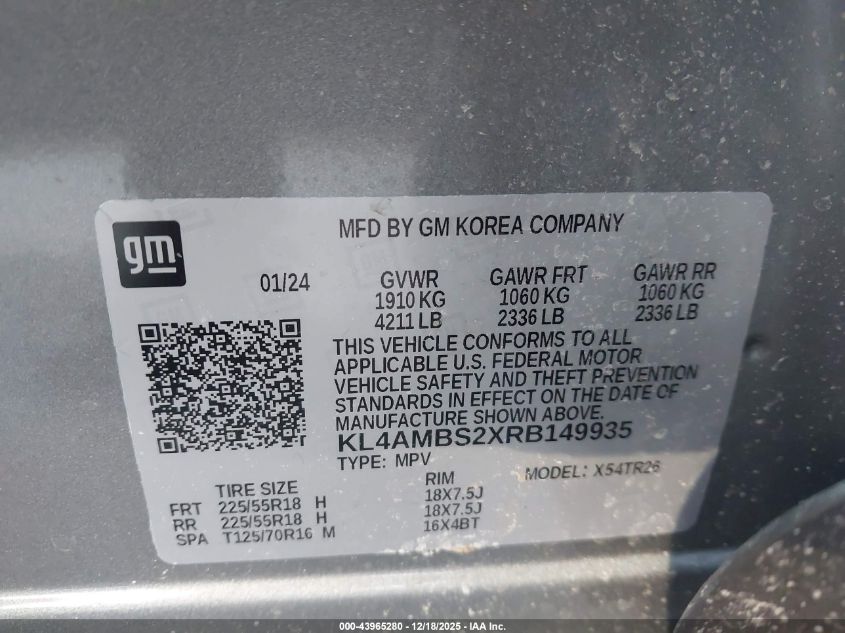 gm
MFD BY GM KOREA COMPANY
01/24 GVWR GAWR FRT GAWR RR
1910 KG 1060 KG 1060 KG
4211 LB 2336 LB 2336 LB
THIS VEHICLE CONFORMS TO ALL
APPLICABLE U.S. FEDERAL MOTOR
VEHICLE SAFETY AND THEFT PREVENTION
STANDARDS IN EFFECT ON THE DATE OF
MANUFACTURE SHOWN ABOVE.
KL4AMBS2XRB149935
TYPE: MPV MODEL: X54TR26
TIRE SIZE RIM
FRT 225/55R18 H 18X7.5J
RR 225/55R18 H 18X7.5J
SPA T125/70R16 M 16X4BT
000-43965280 - 12/18/2025 - IAA Inc.